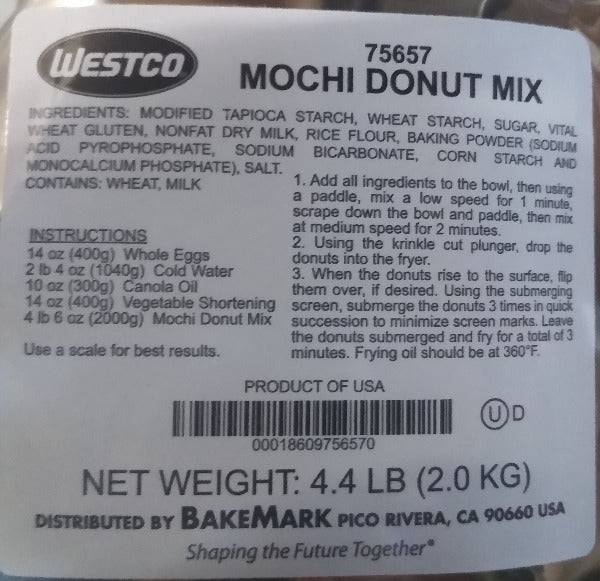 WESTCO
75657
MOCHI DONUT MIX
INGREDIENTS: MODIFIED TAPIOCA STARCH, WHEAT STARCH, SUGAR, VITAL
WHEAT GLUTEN, NONFAT DRY MILK, RICE FLOUR, BAKING POWDER (SODIUM
ACID PYROPHOSPHATE, SODIUM BICARBONATE, CORN STARCH AND
MONOCALCIUM PHOSPHATE), SALT.
CONTAINS: WHEAT, MILK
INSTRUCTIONS
14 oz (400g) Whole Eggs
2 lb 4 oz (1040g) Cold Water
10 oz (300g) Canola Oil
14 oz (400g) Vegetable Shortening
4 lb 6 oz (2000g) Mochi Donut Mix
Use a scale for best results.
1. Add all ingredients to the bowl, then using
a paddle, mix a low speed for 1 minute,
scrape down the bowl and paddle, then mix
at medium speed for 2 minutes.
2. Using the krinkle cut plunger, drop the
donuts into the fryer.
3. When the donuts rise to the surface, flip
them over, if desired. Using the submerging
screen, submerge the donuts 3 times in quick
succession to minimize screen marks. Leave
the donuts submerged and fry for a total of 3
minutes. Frying oil should be at 360°F.
PRODUCT OF USA
00018609756570
U D
NET WEIGHT: 4.4 LB (2.0 KG)
DISTRIBUTED BY BAKEMARK PICO RIVERA, CA 90660 USA
Shaping the Future Together®